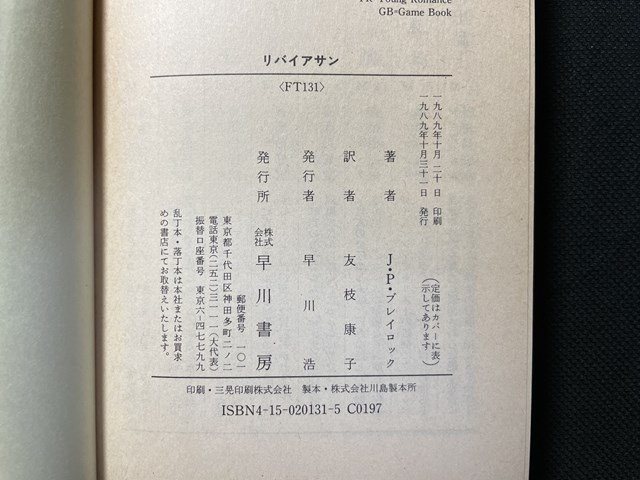 YR=Young Romance
GB=Game Book
リバイアサン
〈FT131〉
一九八九年十月二十日 印刷
一九八九年十月三十一日 発行
(定価はカバーに表
示してあります)
著者 J・P・ブレイロック
訳者 友枝康子
発行者 早川浩
発行所 株式会社 早川書房
郵便番号 一〇一
東京都千代田区神田多町二ノ二
電話東京(二五二)三一一一(大代表)
振替口座番号 東京六-四七七九九
乱丁本・落丁本は本社またはお買求
めの書店にてお取替えいたします。
印刷・三晃印刷株式会社 製本・株式会社川島製本所
ISBN4-15-020131-5 C0197